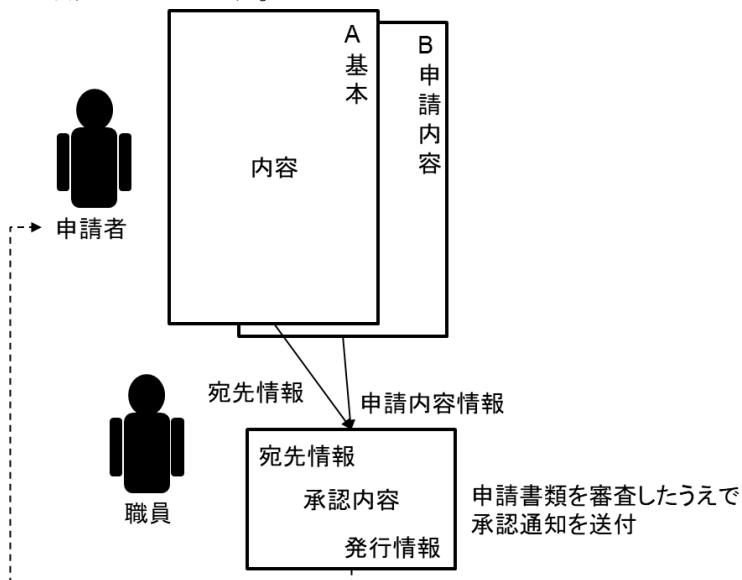 A基本
B申請内容
内容
申請者
宛先情報
申請内容情報
職員
宛先情報
承認内容
発行情報
申請書類を審査したうえで
承認通知を送付